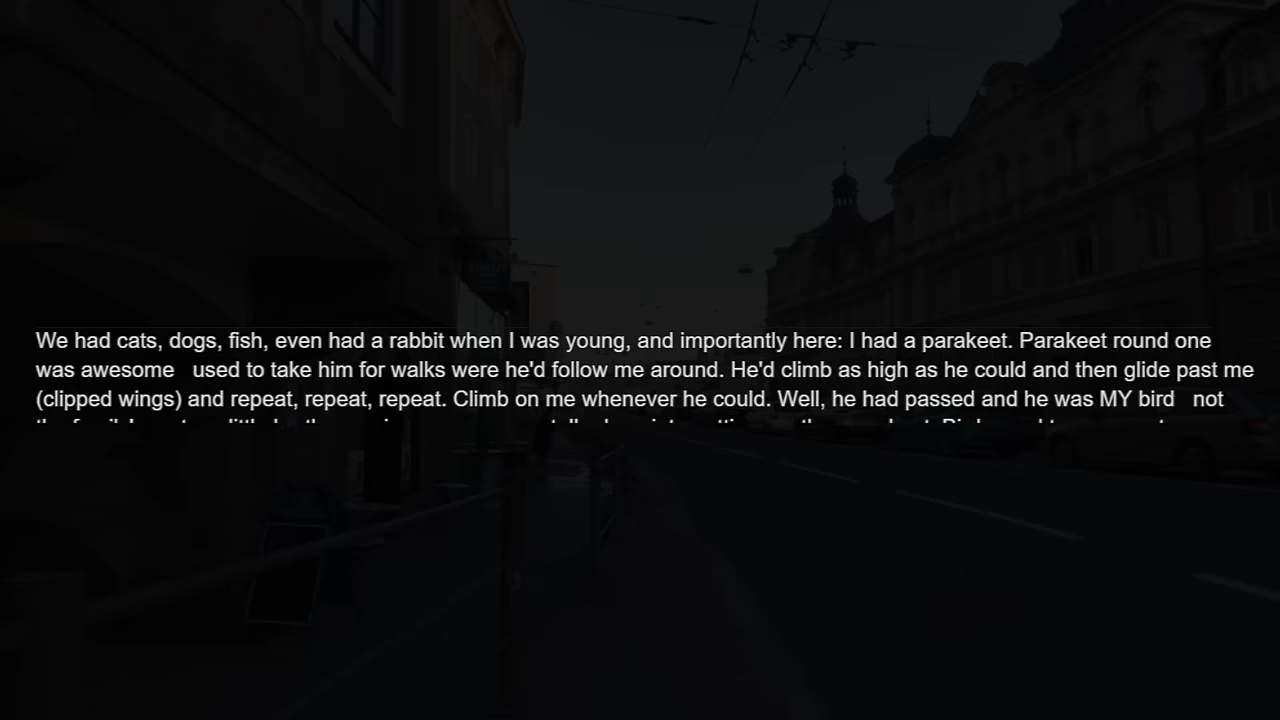 We had cats, dogs, fish, even had a rabbit when I was young, and importantly here: I had a parakeet. Parakeet round one
was awesome   used to take him for walks were he'd follow me around. He'd climb as high as he could and then glide past me
(clipped wings) and repeat, repeat, repeat. Climb on me whenever he could. Well, he had passed and he was MY bird   not